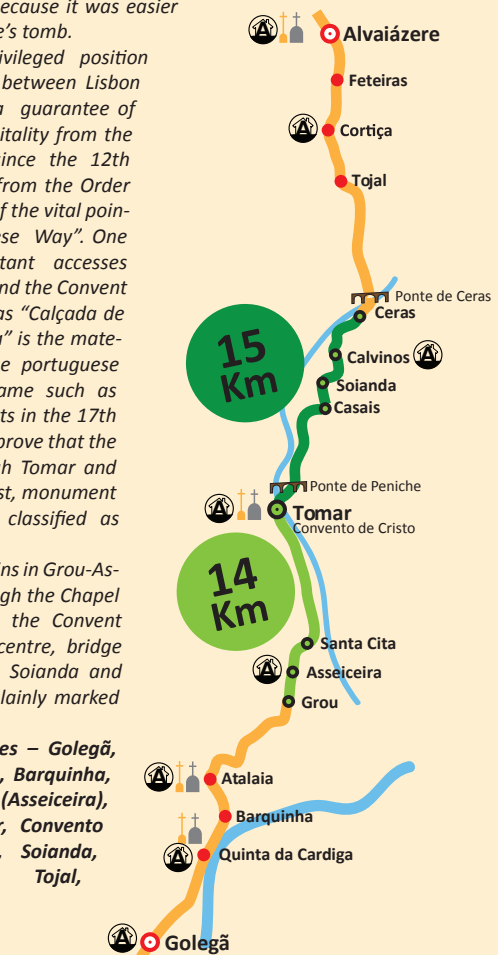 because it was easier
e's tomb.
vileged position
between Lisbon
a guarantee of
itality from the
ince the 12th
from the Order
f the vital poin-
ese Way". One
tant accesses
nd the Convent
as "Calçada de
" is the mate-
e portuguese
ame such as
ts in the 17th
prove that the
h Tomar and
st, monument
classified as
ns in Grou-As-
gh the Chapel
the Convent
centre, bridge
Soianda and
lainly marked
es – Golegã,
, Barquinha,
(Asseiceira),
r, Convento
, Soianda,
Tojal,
Alvaiázere
Feteiras
Cortiça
Tojal
Ponte de Ceras
Ceras
15
Km
Calvinos
Soianda
Casais
Ponte de Peniche
Tomar
Convento de Cristo
14
Km
Santa Cita
Asseiceira
Grou
Atalaia
Barquinha
Quinta da Cardiga
Golegã